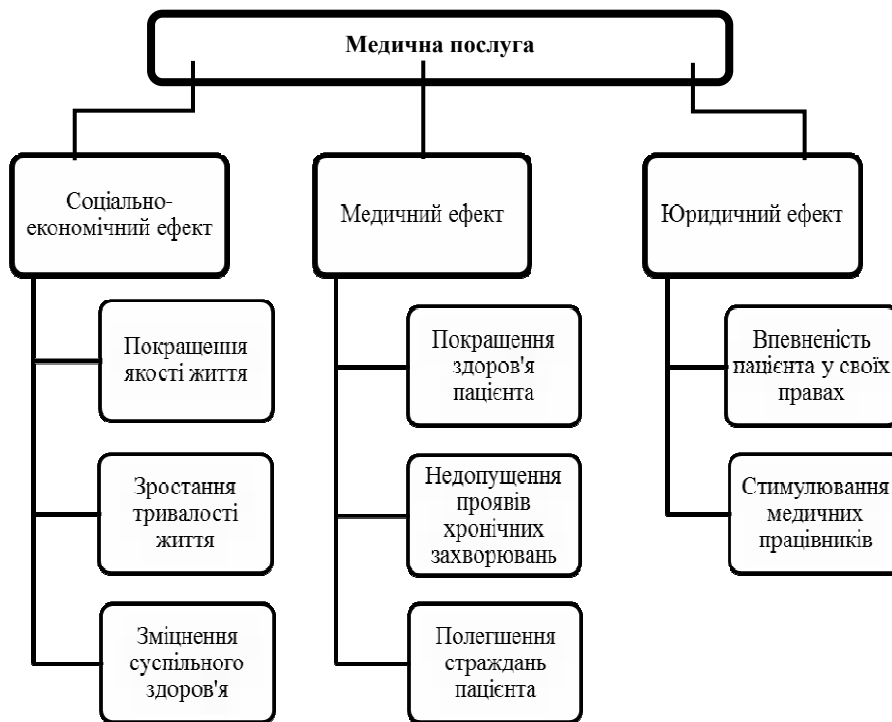 Медична послуга
Соціально-
економічний ефект
Медичний ефект
Юридичний ефект
Покращення
якості життя
Зростання
тривалості
життя
Зміцнення
суспільного
здоров'я
Покращення
здоров'я
пацієнта
Недопущення
проявів
хронічних
захворювань
Полегшення
страждань
пацієнта
Впевненість
пацієнта у своїх
правах
Стимулювання
медичних
працівників